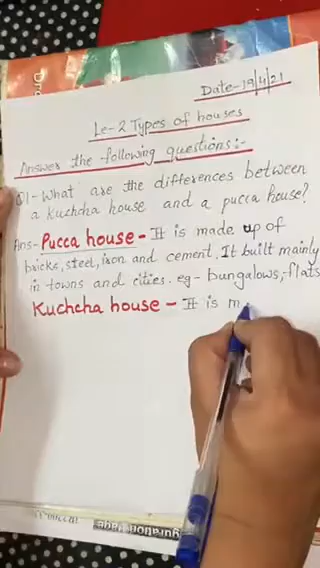 Date-19/4/21
Le-2 Types of houses
Answer the following questions:-
Q1-What are the differences between
a kuchcha house and a pucca house?
Ans- Pucca house - It is made up of
bricks, steel, iron and cement. It built mainly
in towns and cities. eg- bungalows, flats
Kuchcha house - It is m